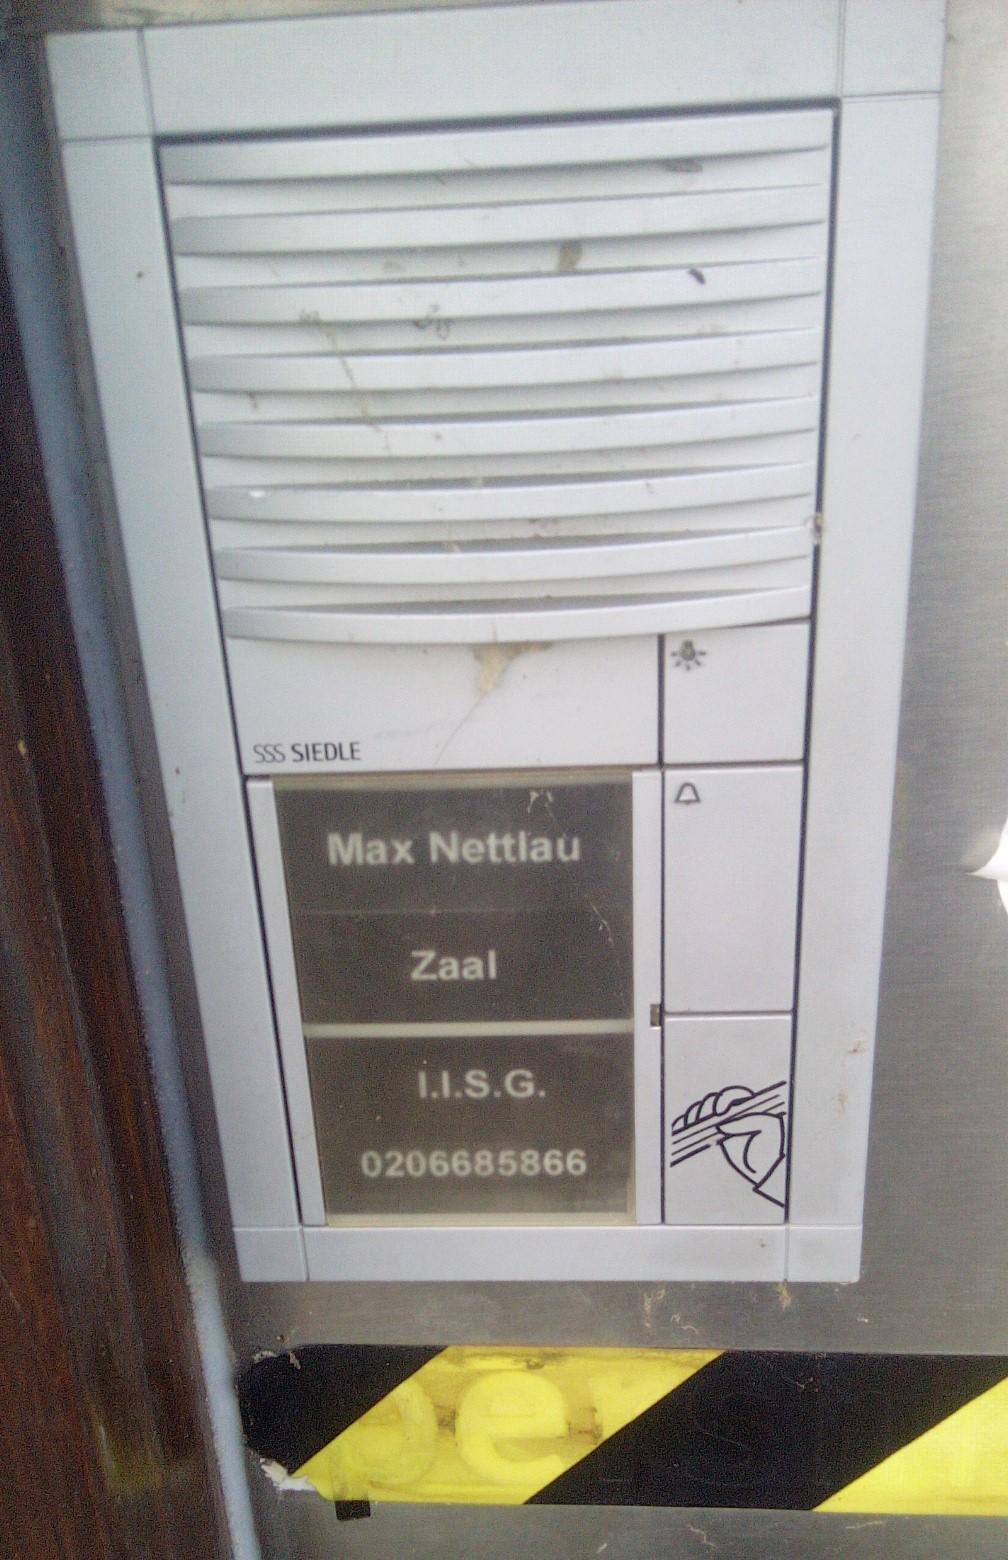 SSS SIEDLE
Max Nettlau
Zaal
I.I.S.G.
0206685866